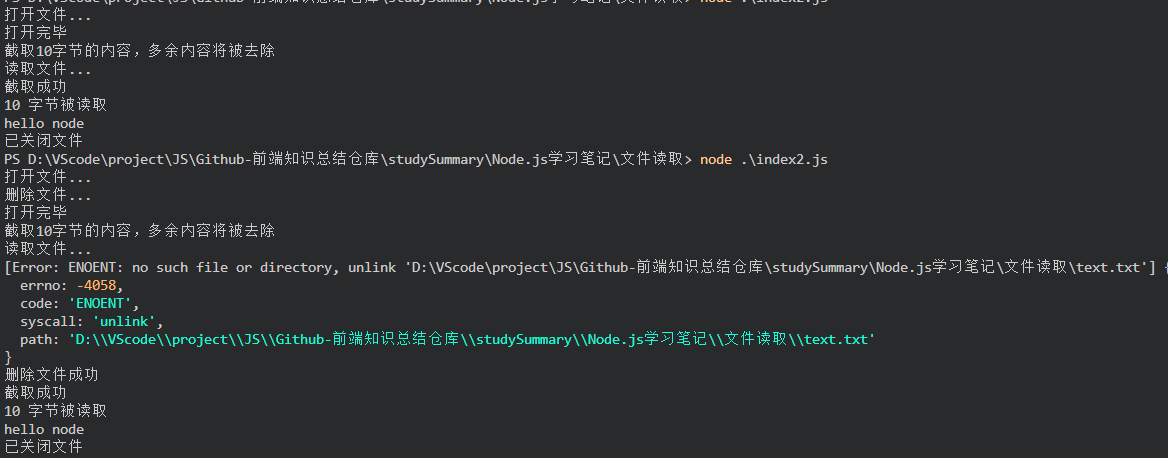 PS D:\VScode\project\JS\Github-前端知识总结仓库\studySummary\Node.js学习笔记\文件读取> node .\index2.js
打开文件...
打开完毕
截取10字节的内容，多余内容将被去除
读取文件...
截取成功
10 字节被读取
hello node
已关闭文件
PS D:\VScode\project\JS\Github-前端知识总结仓库\studySummary\Node.js学习笔记\文件读取> node .\index2.js
打开文件...
删除文件...
打开完毕
截取10字节的内容，多余内容将被去除
读取文件...
[Error: ENOENT: no such file or directory, unlink 'D:\VScode\project\JS\Github-前端知识总结仓库\studySummary\Node.js学习笔记\文件读取\text.txt'] {
  errno: -4058,
  code: 'ENOENT',
  syscall: 'unlink',
  path: 'D:\\VScode\\project\\JS\\Github-前端知识总结仓库\\studySummary\\Node.js学习笔记\\文件读取\\text.txt'
}
删除文件成功
截取成功
10 字节被读取
hello node
已关闭文件